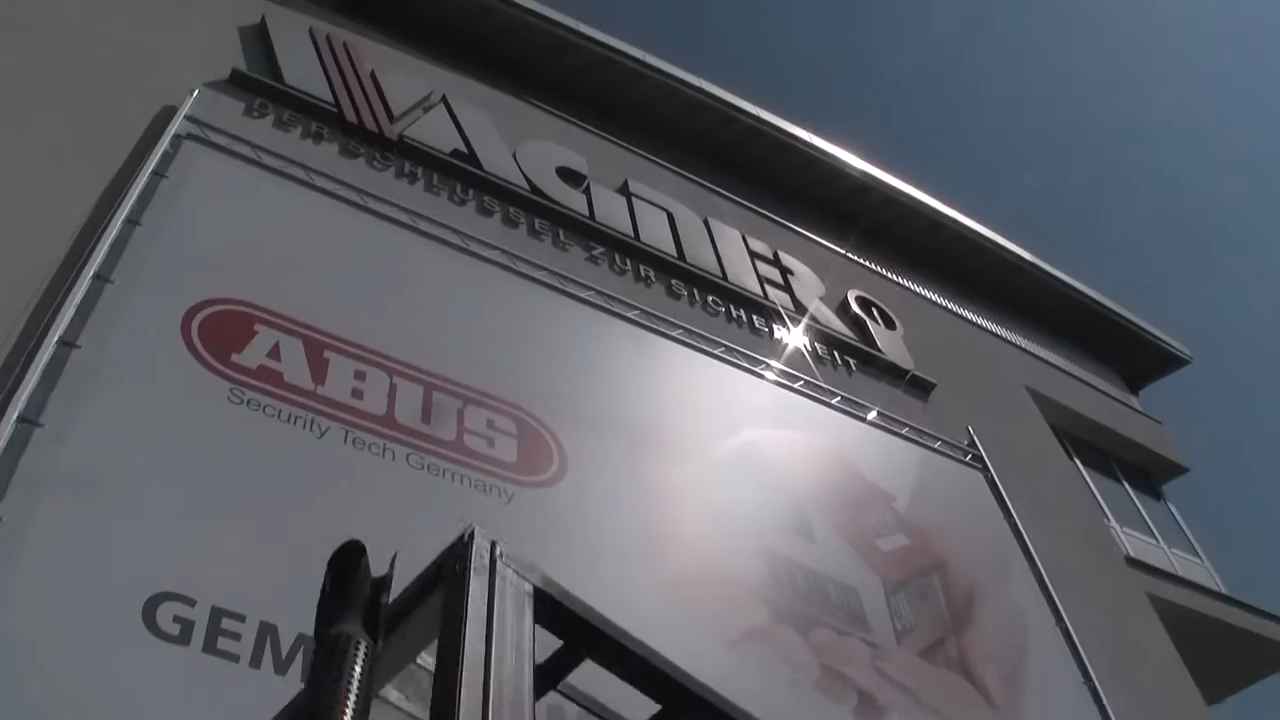 WAGNER
DER SCHLÜSSEL ZUR SICHERHEIT
ABUS
Security Tech Germany
GEM